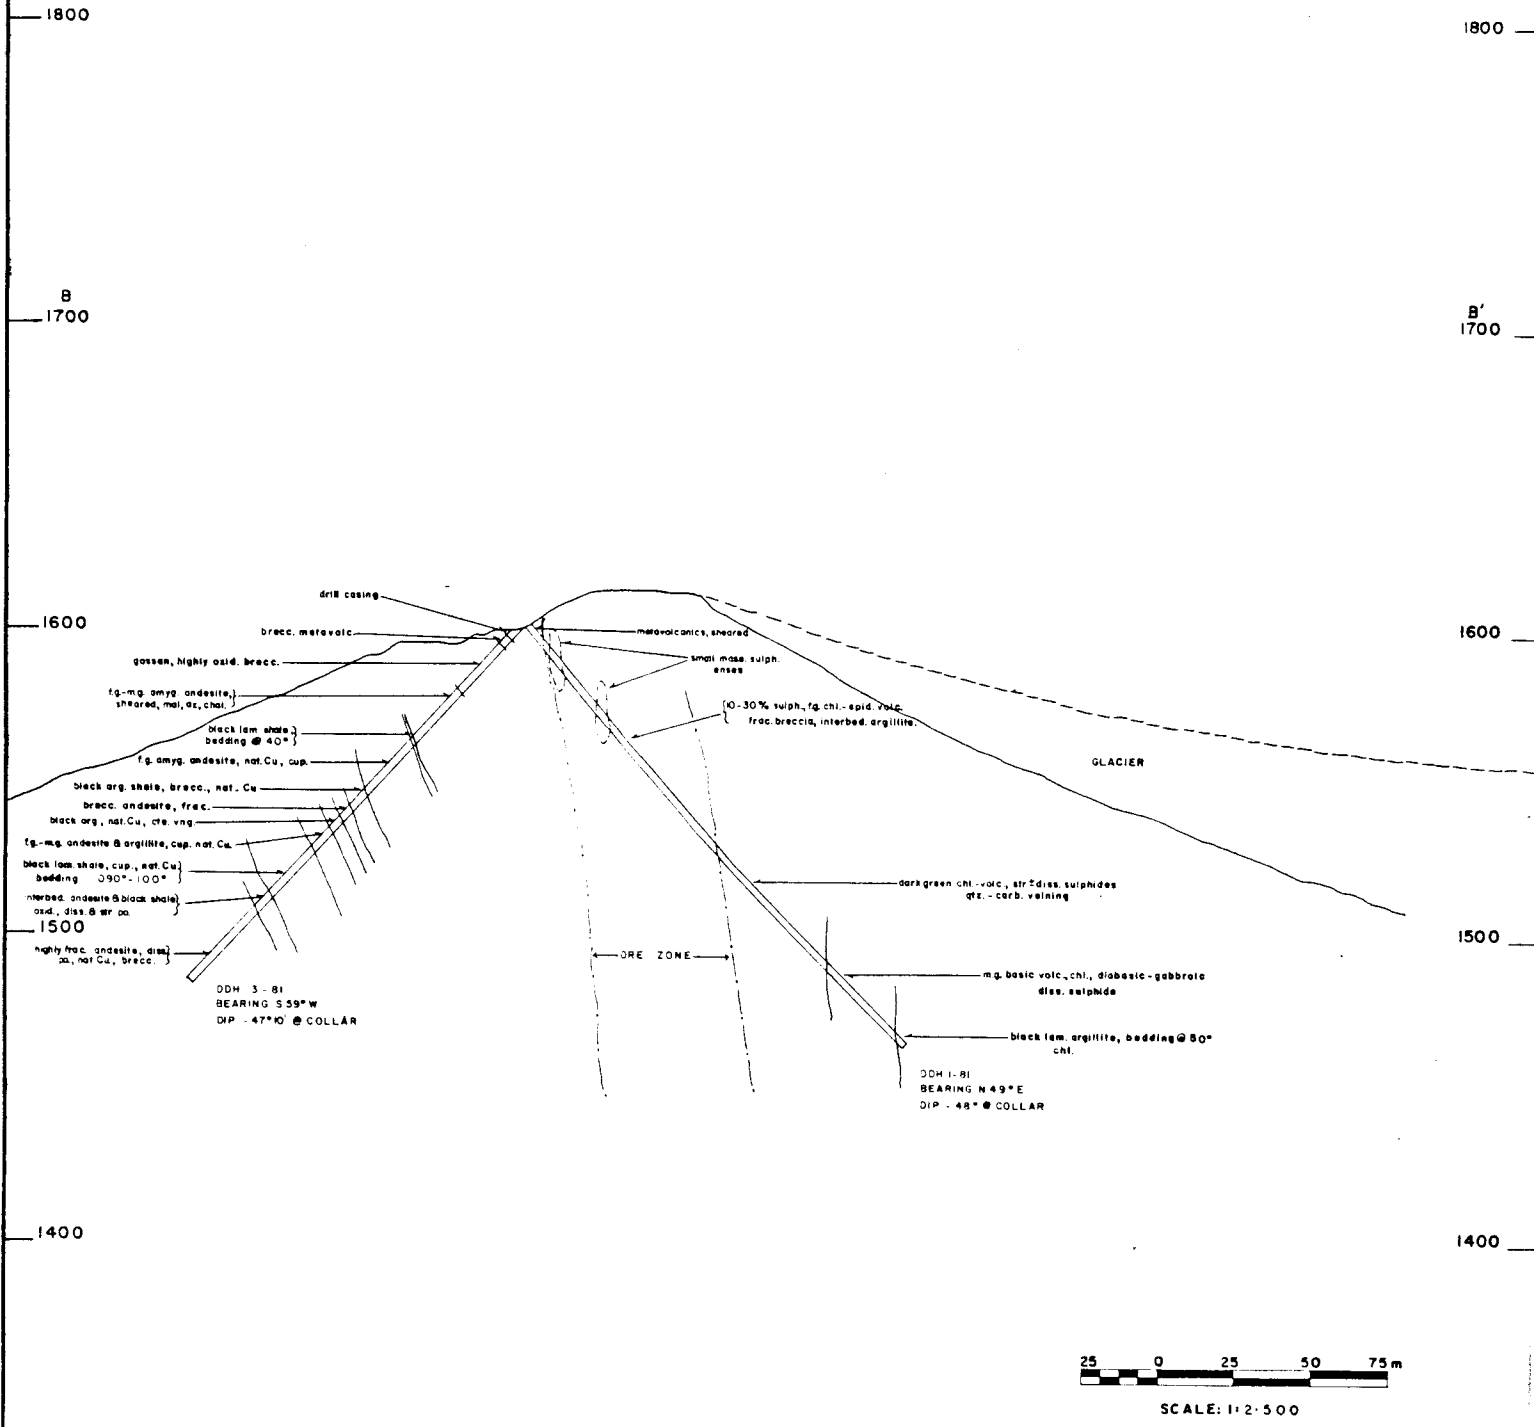 1800
1800
B
1700
B'
1700
1600
1600
drill casing
brecc. metavolc.
gossan, highly oxid. brecc.
f.g.-m.g. amyg. andesite,
sheared, mal, az, chal.
black lam. shale,
bedding @ 40°
f.g. amyg. andesite, nat. Cu, cup.
black arg. shale, brecc., nat. Cu
brecc. andesite, frac.
black arg., nat. Cu, cte. vng.
f.g.-m.g. andesite & argillite, cup. nat. Cu.
black lam. shale, cup., nat. Cu
bedding 090°-100°
interbed. andesite & black shale
oxid., diss. & str po.
1500
highly frac. andesite, diss.
po., nat Cu., brecc.
DDH 3-81
BEARING S 59° W
DIP - 47°10' @ COLLAR
metavolcanics, sheared
small mass. sulph.
enses
10-30% sulph., fg. chl.-epid. volc.
frac. breccia, interbed. argillite.
GLACIER
dark green chl.-volc., str ± diss. sulphides
qtz.-carb. veining
ORE ZONE
1500
m.g. basic volc., chl., diabasic-gabbroic
diss. sulphide
black lam. argillite, bedding @ 50°
chl.
DDH 1-81
BEARING N 49° E
DIP - 48° @ COLLAR
1400
1400
25 0 25 50 75 m
SCALE: 1:2500